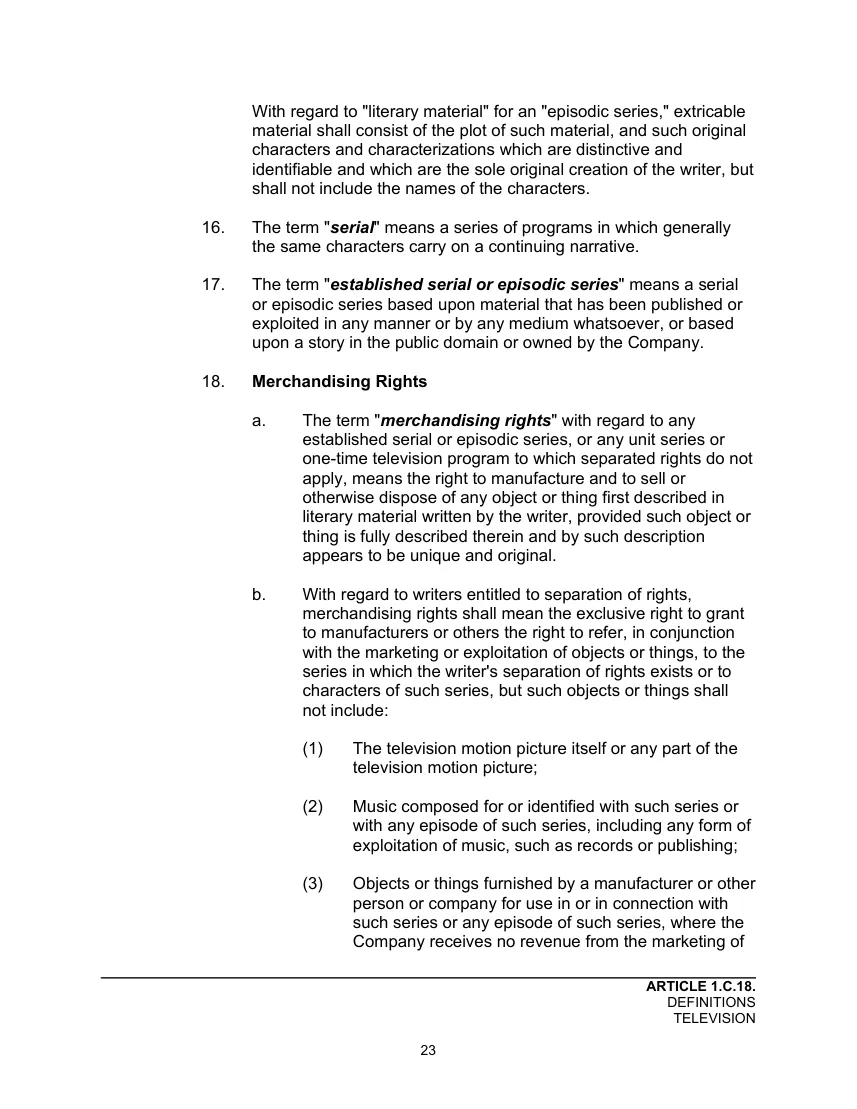 With regard to "literary material" for an "episodic series," extricable
material shall consist of the plot of such material, and such original
characters and characterizations which are distinctive and
identifiable and which are the sole original creation of the writer, but
shall not include the names of the characters.
16. The term "serial" means a series of programs in which generally
the same characters carry on a continuing narrative.
17. The term "established serial or episodic series" means a serial
or episodic series based upon material that has been published or
exploited in any manner or by any medium whatsoever, or based
upon a story in the public domain or owned by the Company.
18. Merchandising Rights
a. The term "merchandising rights" with regard to any
established serial or episodic series, or any unit series or
one-time television program to which separated rights do not
apply, means the right to manufacture and to sell or
otherwise dispose of any object or thing first described in
literary material written by the writer, provided such object or
thing is fully described therein and by such description
appears to be unique and original.
b. With regard to writers entitled to separation of rights,
merchandising rights shall mean the exclusive right to grant
to manufacturers or others the right to refer, in conjunction
with the marketing or exploitation of objects or things, to the
series in which the writer's separation of rights exists or to
characters of such series, but such objects or things shall
not include:
(1) The television motion picture itself or any part of the
television motion picture;
(2) Music composed for or identified with such series or
with any episode of such series, including any form of
exploitation of music, such as records or publishing;
(3) Objects or things furnished by a manufacturer or other
person or company for use in or in connection with
such series or any episode of such series, where the
Company receives no revenue from the marketing of
ARTICLE 1.C.18.
DEFINITIONS
TELEVISION
23